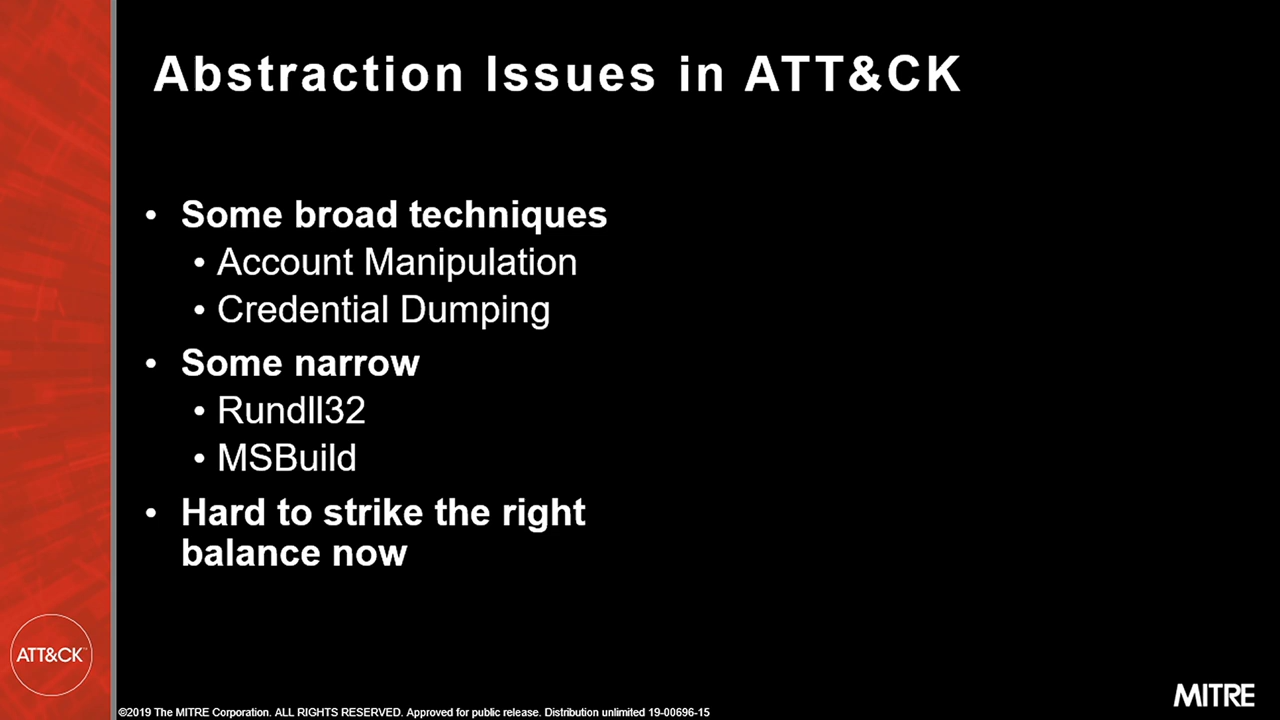 Abstraction Issues in ATT&CK
• Some broad techniques
• Account Manipulation
• Credential Dumping
• Some narrow
• Rundll32
• MSBuild
• Hard to strike the right
balance now
ATT&CK™
MITRE
©2019 The MITRE Corporation. ALL RIGHTS RESERVED. Approved for public release. Distribution unlimited 19-00696-15